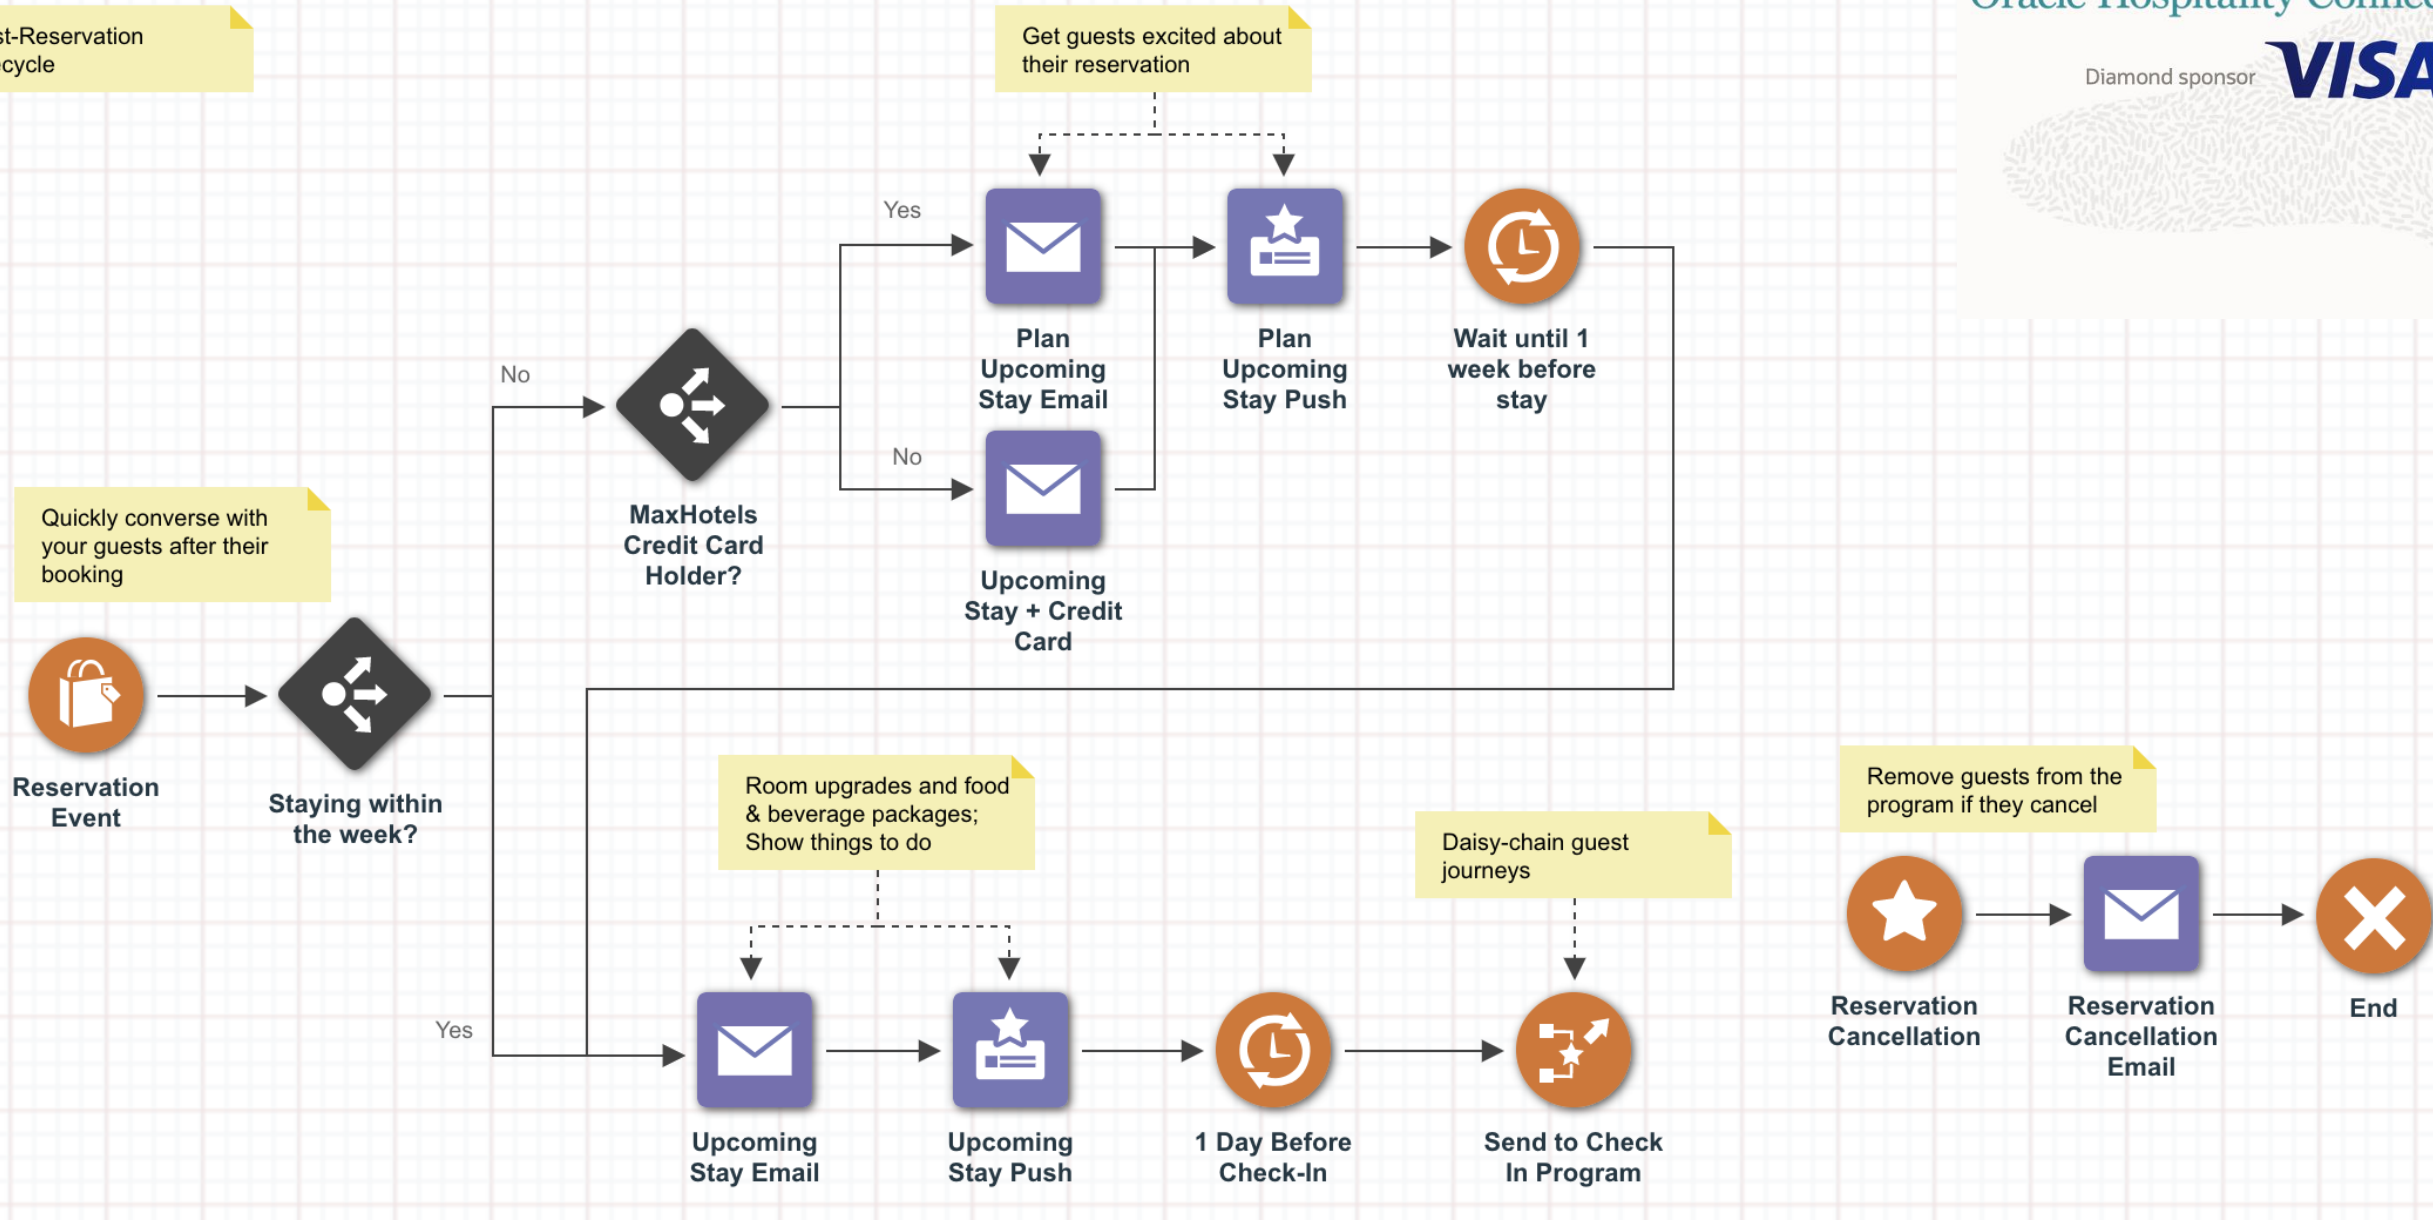 st-Reservation
cycle
Get guests excited about
their reservation
Oracle Hospitality Connec
Diamond sponsor VISA
Yes
No
Plan
Upcoming
Stay Email
Plan
Upcoming
Stay Push
Wait until 1
week before
stay
No
MaxHotels
Credit Card
Holder?
Upcoming
Stay + Credit
Card
Quickly converse with
your guests after their
booking
Reservation
Event
Staying within
the week?
Room upgrades and food
& beverage packages;
Show things to do
Daisy-chain guest
journeys
Remove guests from the
program if they cancel
Yes
Upcoming
Stay Email
Upcoming
Stay Push
1 Day Before
Check-In
Send to Check
In Program
Reservation
Cancellation
Reservation
Cancellation
Email
End